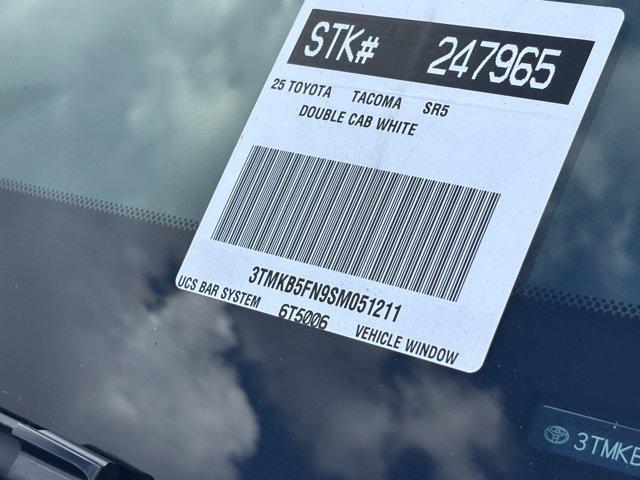 STK# 247965
25 TOYOTA TACOMA SR5
DOUBLE CAB WHITE
3TMKB5FN9SM051211
UCS BAR SYSTEM 6T5006 VEHICLE WINDOW
3TMKB